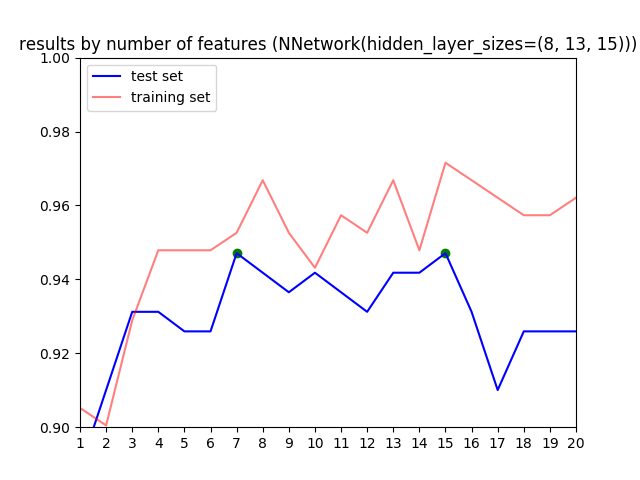 results by number of features (NNetwork(hidden_layer_sizes=(8, 13, 15)))
1.00
test set
training set
0.98
0.96
0.94
0.92
0.90
1 2 3 4 5 6 7 8 9 10 11 12 13 14 15 16 17 18 19 20